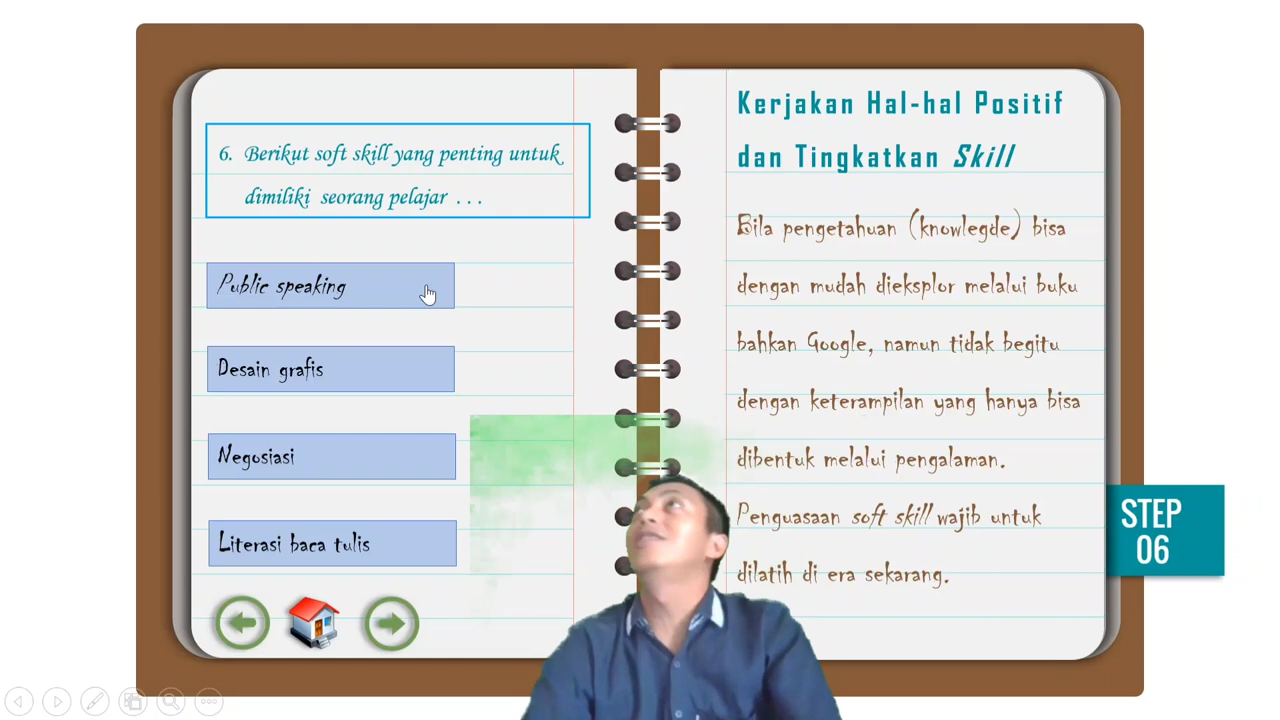 6. Berikut soft skill yang penting untuk
dimiliki seorang pelajar . . .
Public speaking
Desain grafis
Negosiasi
Literasi baca tulis
Kerjakan Hal-hal Positif
dan Tingkatkan Skill
Bila pengetahuan (knowlegde) bisa
dengan mudah dieksplor melalui buku
bahkan Google, namun tidak begitu
dengan keterampilan yang hanya bisa
dibentuk melalui pengalaman.
Penguasaan soft skill wajib untuk
dilatih di era sekarang.
STEP
06